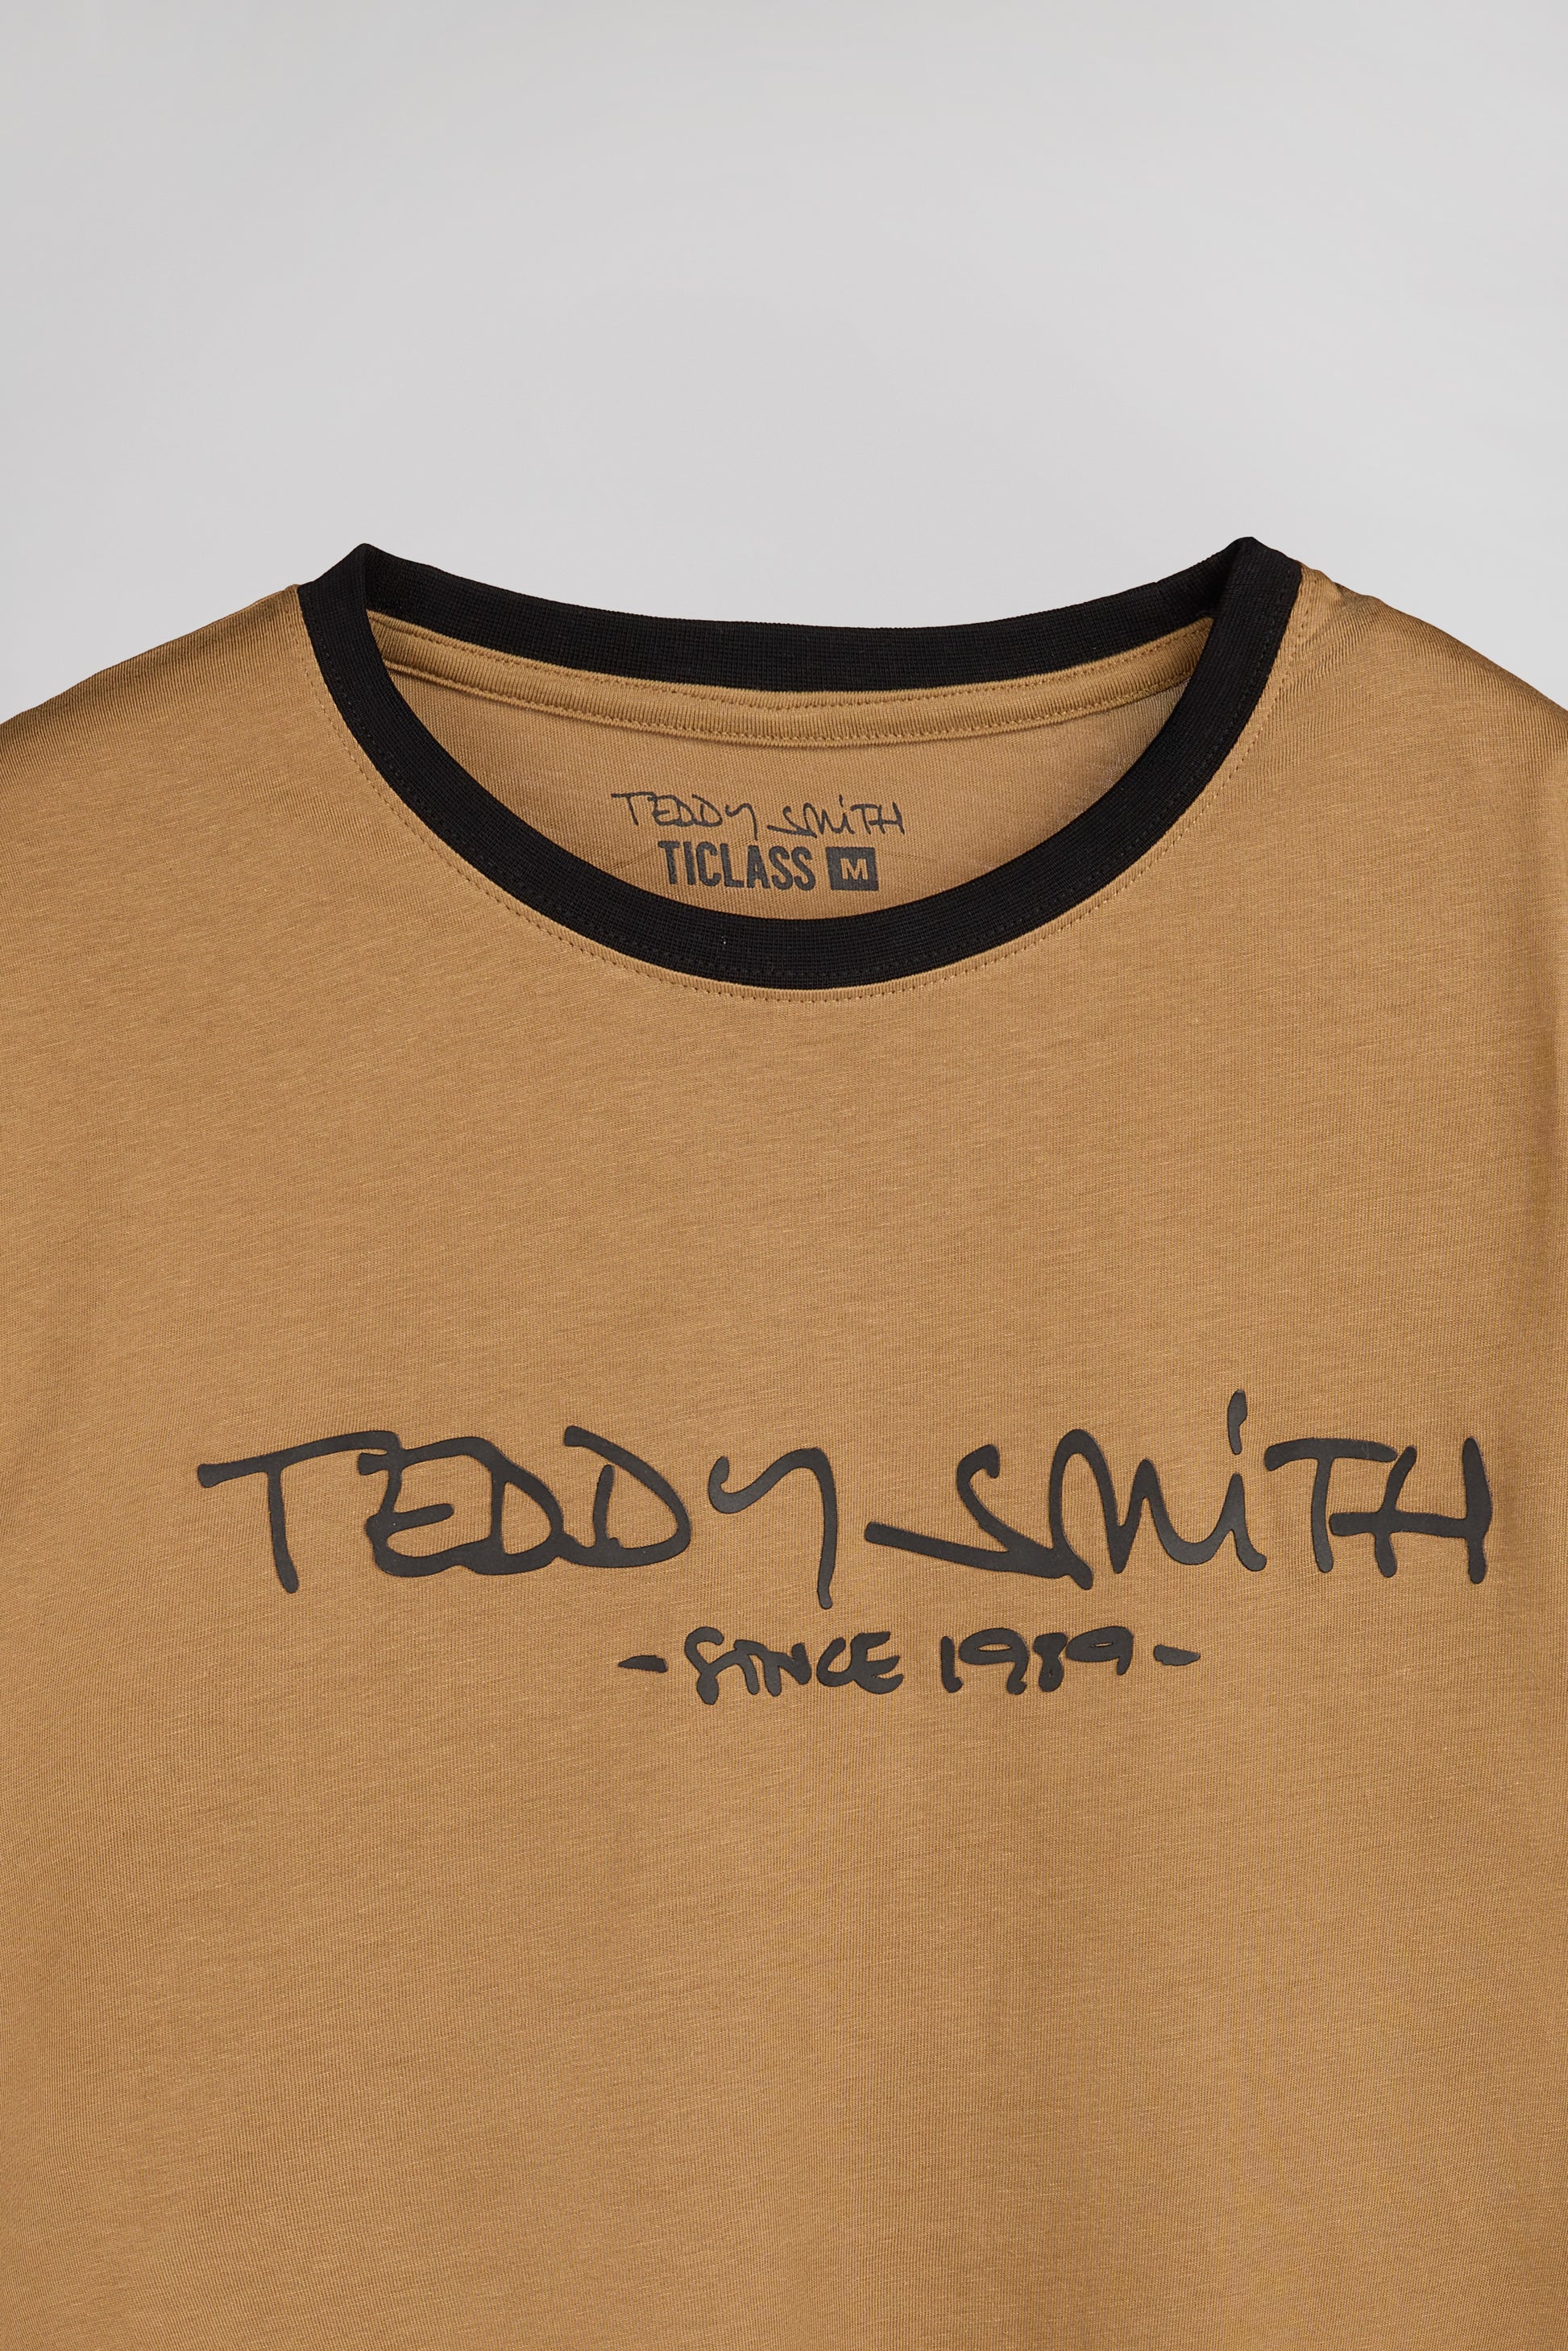 TEDDY SMiTH
TICLASS M
TEDDY SMiTH
- SINCE 1989 -